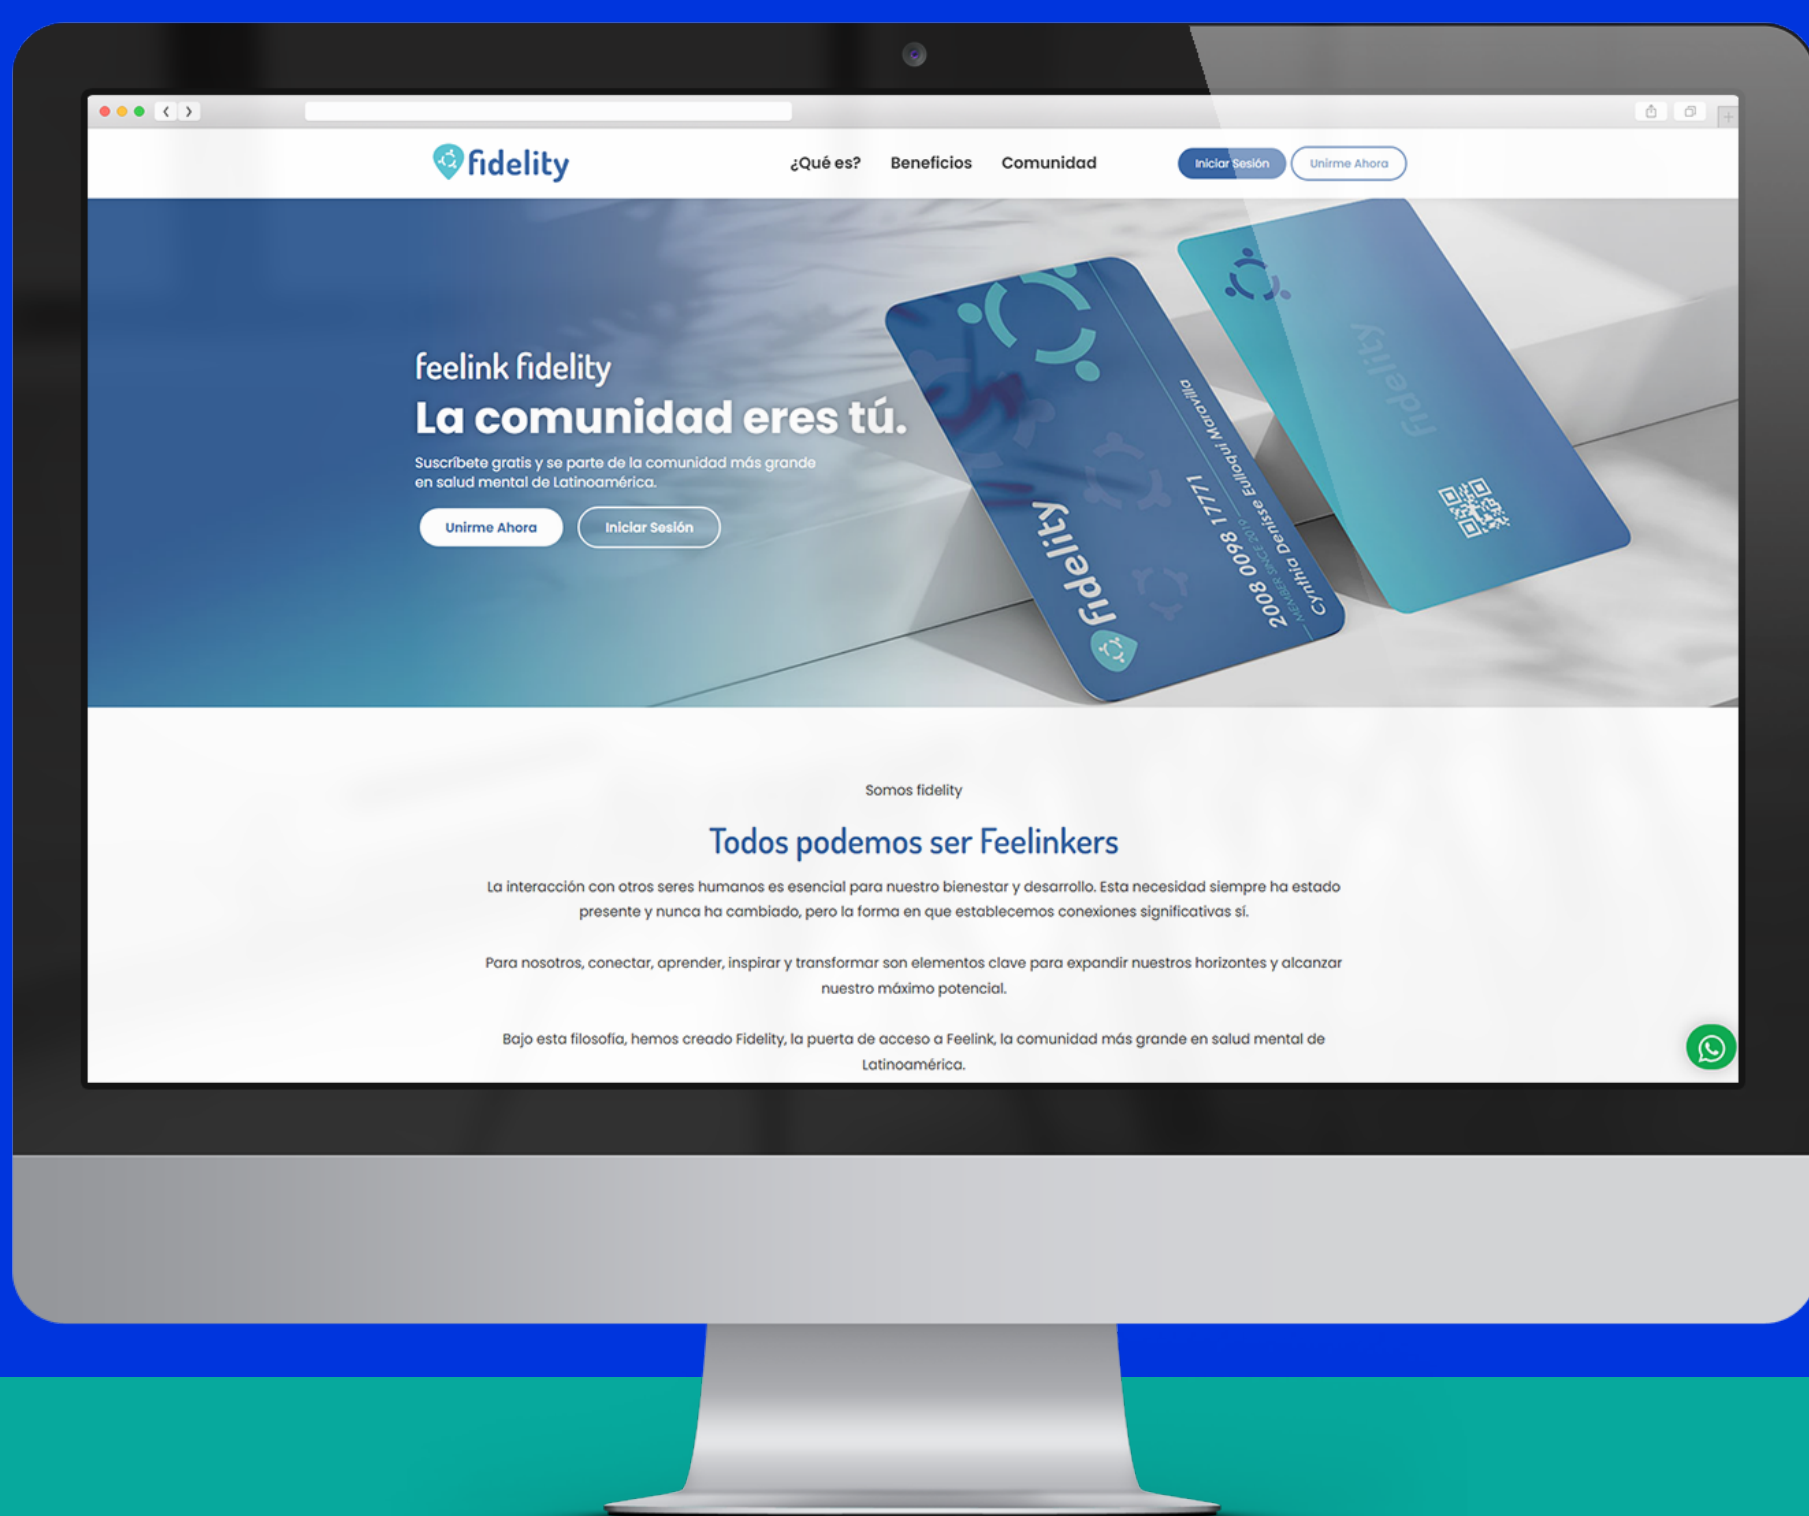 fidelity
¿Qué es? Beneficios Comunidad Iniciar Sesión Unirme Ahora
feelink fidelity
La comunidad eres tú.
Suscríbete gratis y se parte de la comunidad más grande
en salud mental de Latinoamérica.
Unirme Ahora Iniciar Sesión
fidelity
2008 0098 17771
MEMBER SINCE 2019
Cynthia Denisse Eulloqui Maravilla
fidelity
Somos fidelity
Todos podemos ser Feelinkers
La interacción con otros seres humanos es esencial para nuestro bienestar y desarrollo. Esta necesidad siempre ha estado
presente y nunca ha cambiado, pero la forma en que establecemos conexiones significativas sí.
Para nosotros, conectar, aprender, inspirar y transformar son elementos clave para expandir nuestros horizontes y alcanzar
nuestro máximo potencial.
Bajo esta filosofía, hemos creado Fidelity, la puerta de acceso a Feelink, la comunidad más grande en salud mental de
Latinoamérica.